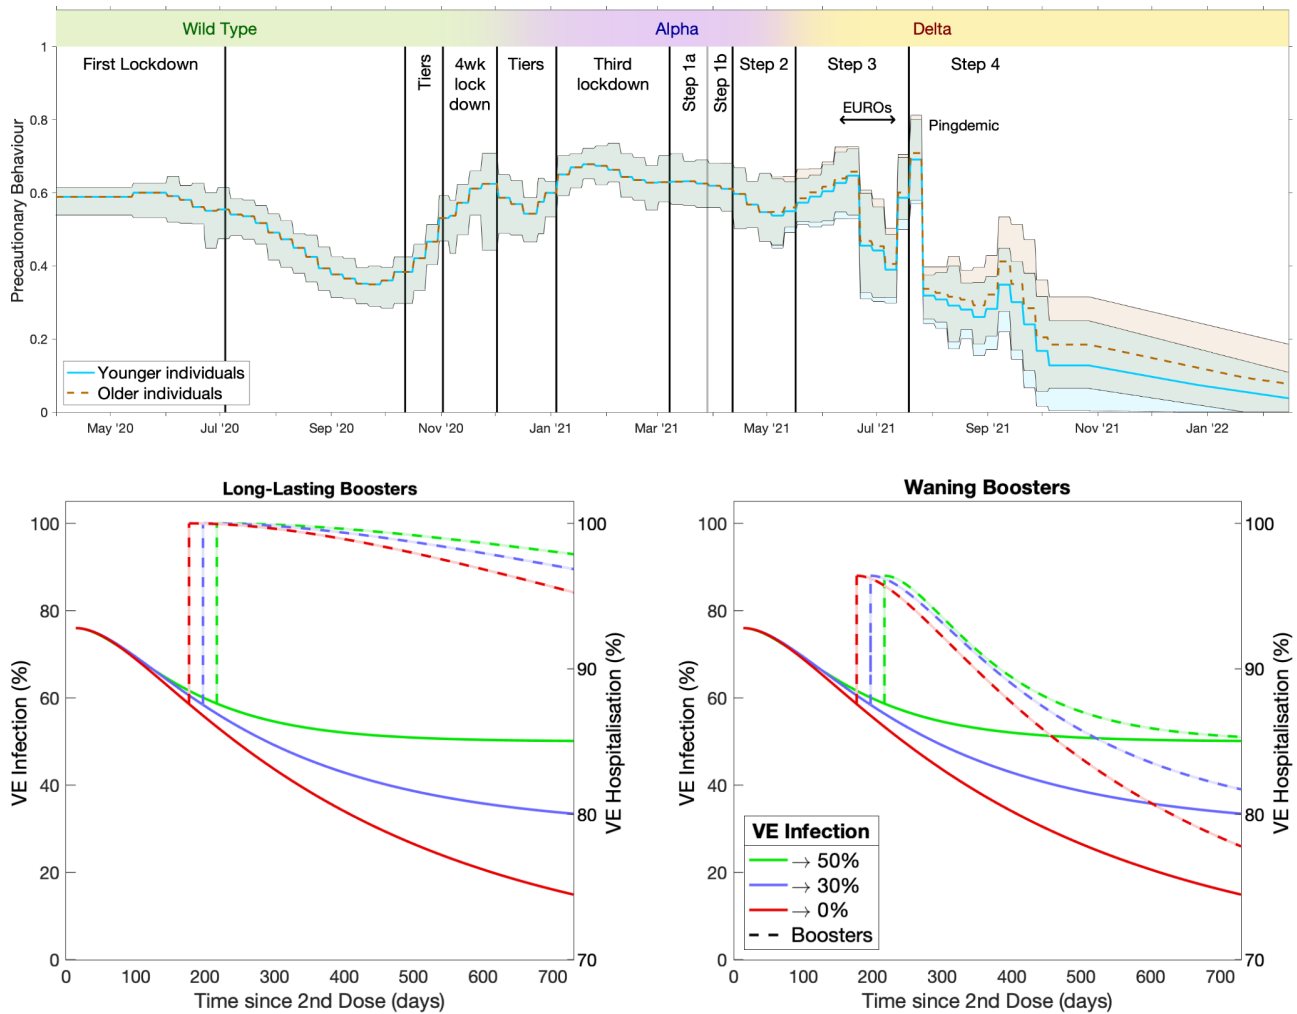 Wild Type
Alpha
Delta
Precautionary Behaviour
1
0.8
0.6
0.4
0.2
0
First Lockdown
Tiers
4wk
lock
down
Tiers
Third
lockdown
Step 1a
Step 1b
Step 2
Step 3
Step 4
EUROs
Pingdemic
Younger individuals
Older individuals
May '20
Jul '20
Sep '20
Nov '20
Jan '21
Mar '21
May '21
Jul '21
Sep '21
Nov '21
Jan '22
Long-Lasting Boosters
VE Infection (%)
100
80
60
40
20
0
100
90
80
70
VE Hospitalisation (%)
0 100 200 300 400 500 600 700
Time since 2nd Dose (days)
Waning Boosters
VE Infection (%)
100
80
60
40
20
0
100
90
80
70
VE Hospitalisation (%)
VE Infection
→ 50%
→ 30%
→ 0%
Boosters
0 100 200 300 400 500 600 700
Time since 2nd Dose (days)